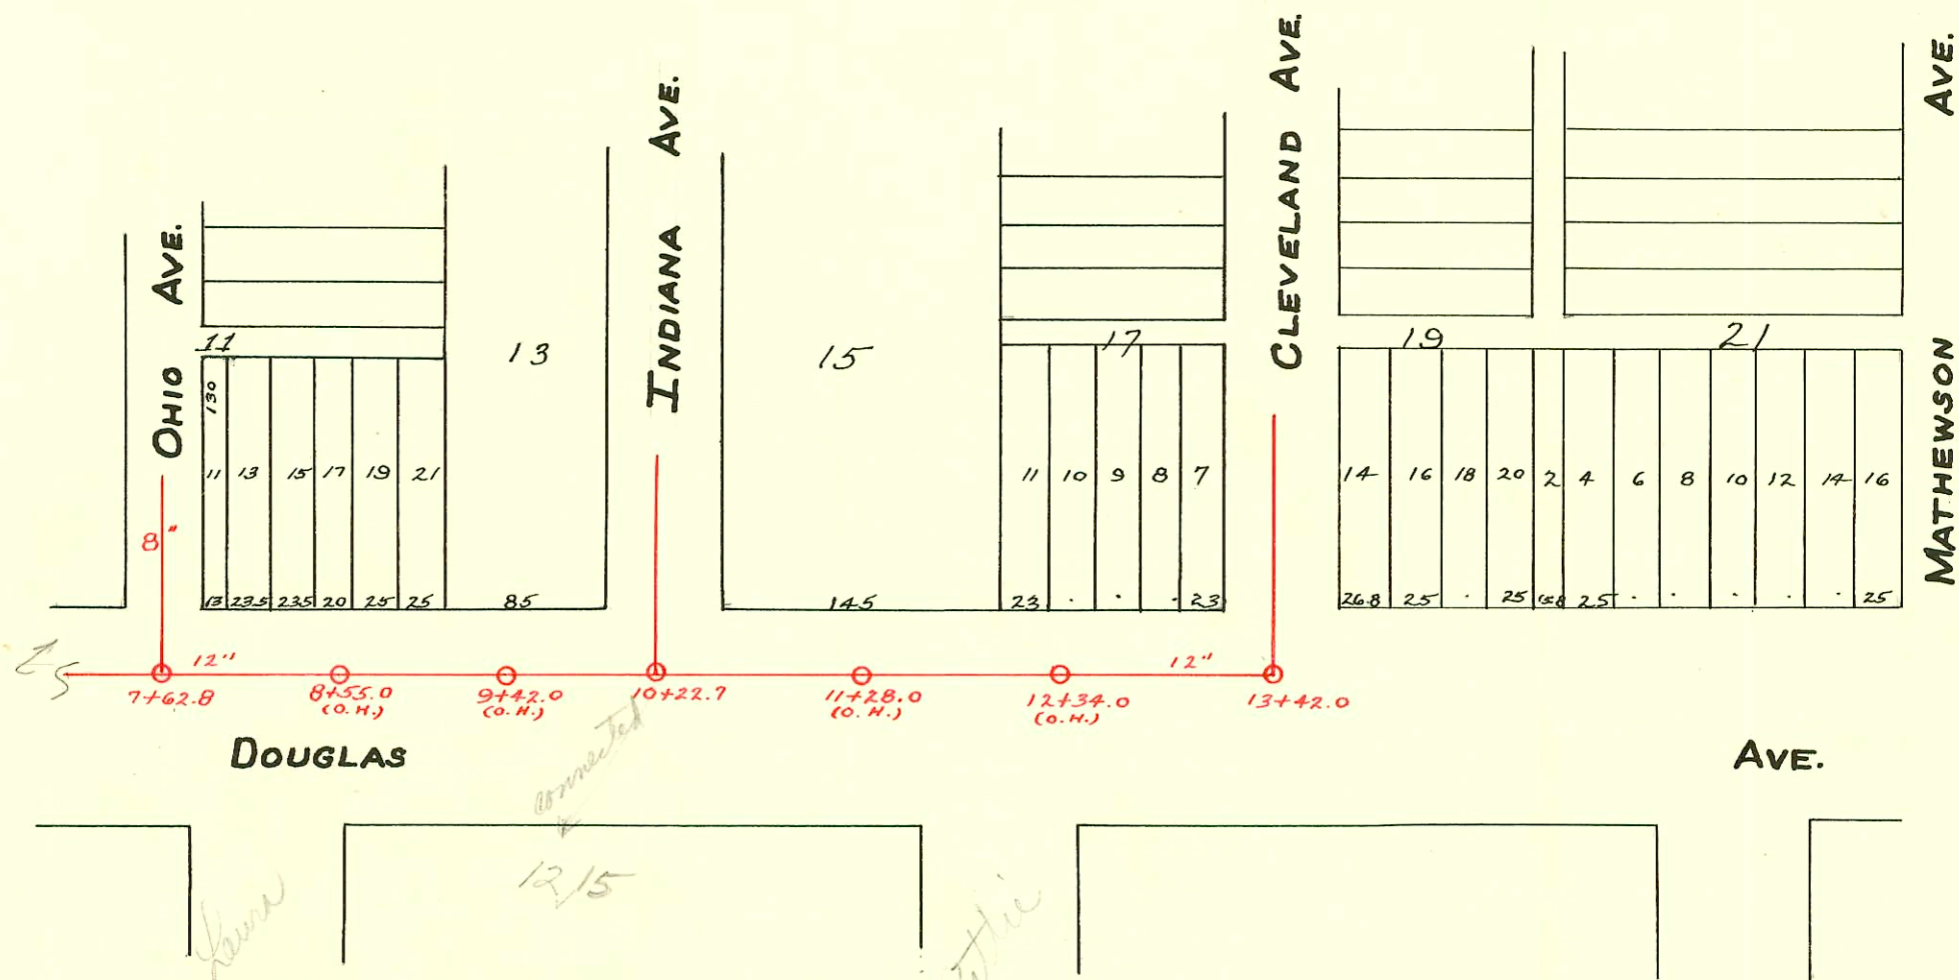 OHIO AVE.
INDIANA AVE.
CLEVELAND AVE.
MATHEWSON AVE.
11
13
15
17
19
21
130
11 13 15 17 19 21
11 10 9 8 7
14 16 18 20 2 4 6 8 10 12 14 16
13 23.5 23.5 20 25 25 85
145 23 . . . 23
26.8 25 . 25 15.8 25 . . . . . 25
8"
12"
12"
7+62.8
8+55.0
(O.H.)
9+42.0
(O.H.)
10+22.7
11+28.0
(O.H.)
12+34.0
(O.H.)
13+42.0
DOUGLAS AVE.
connected
1215
Laura